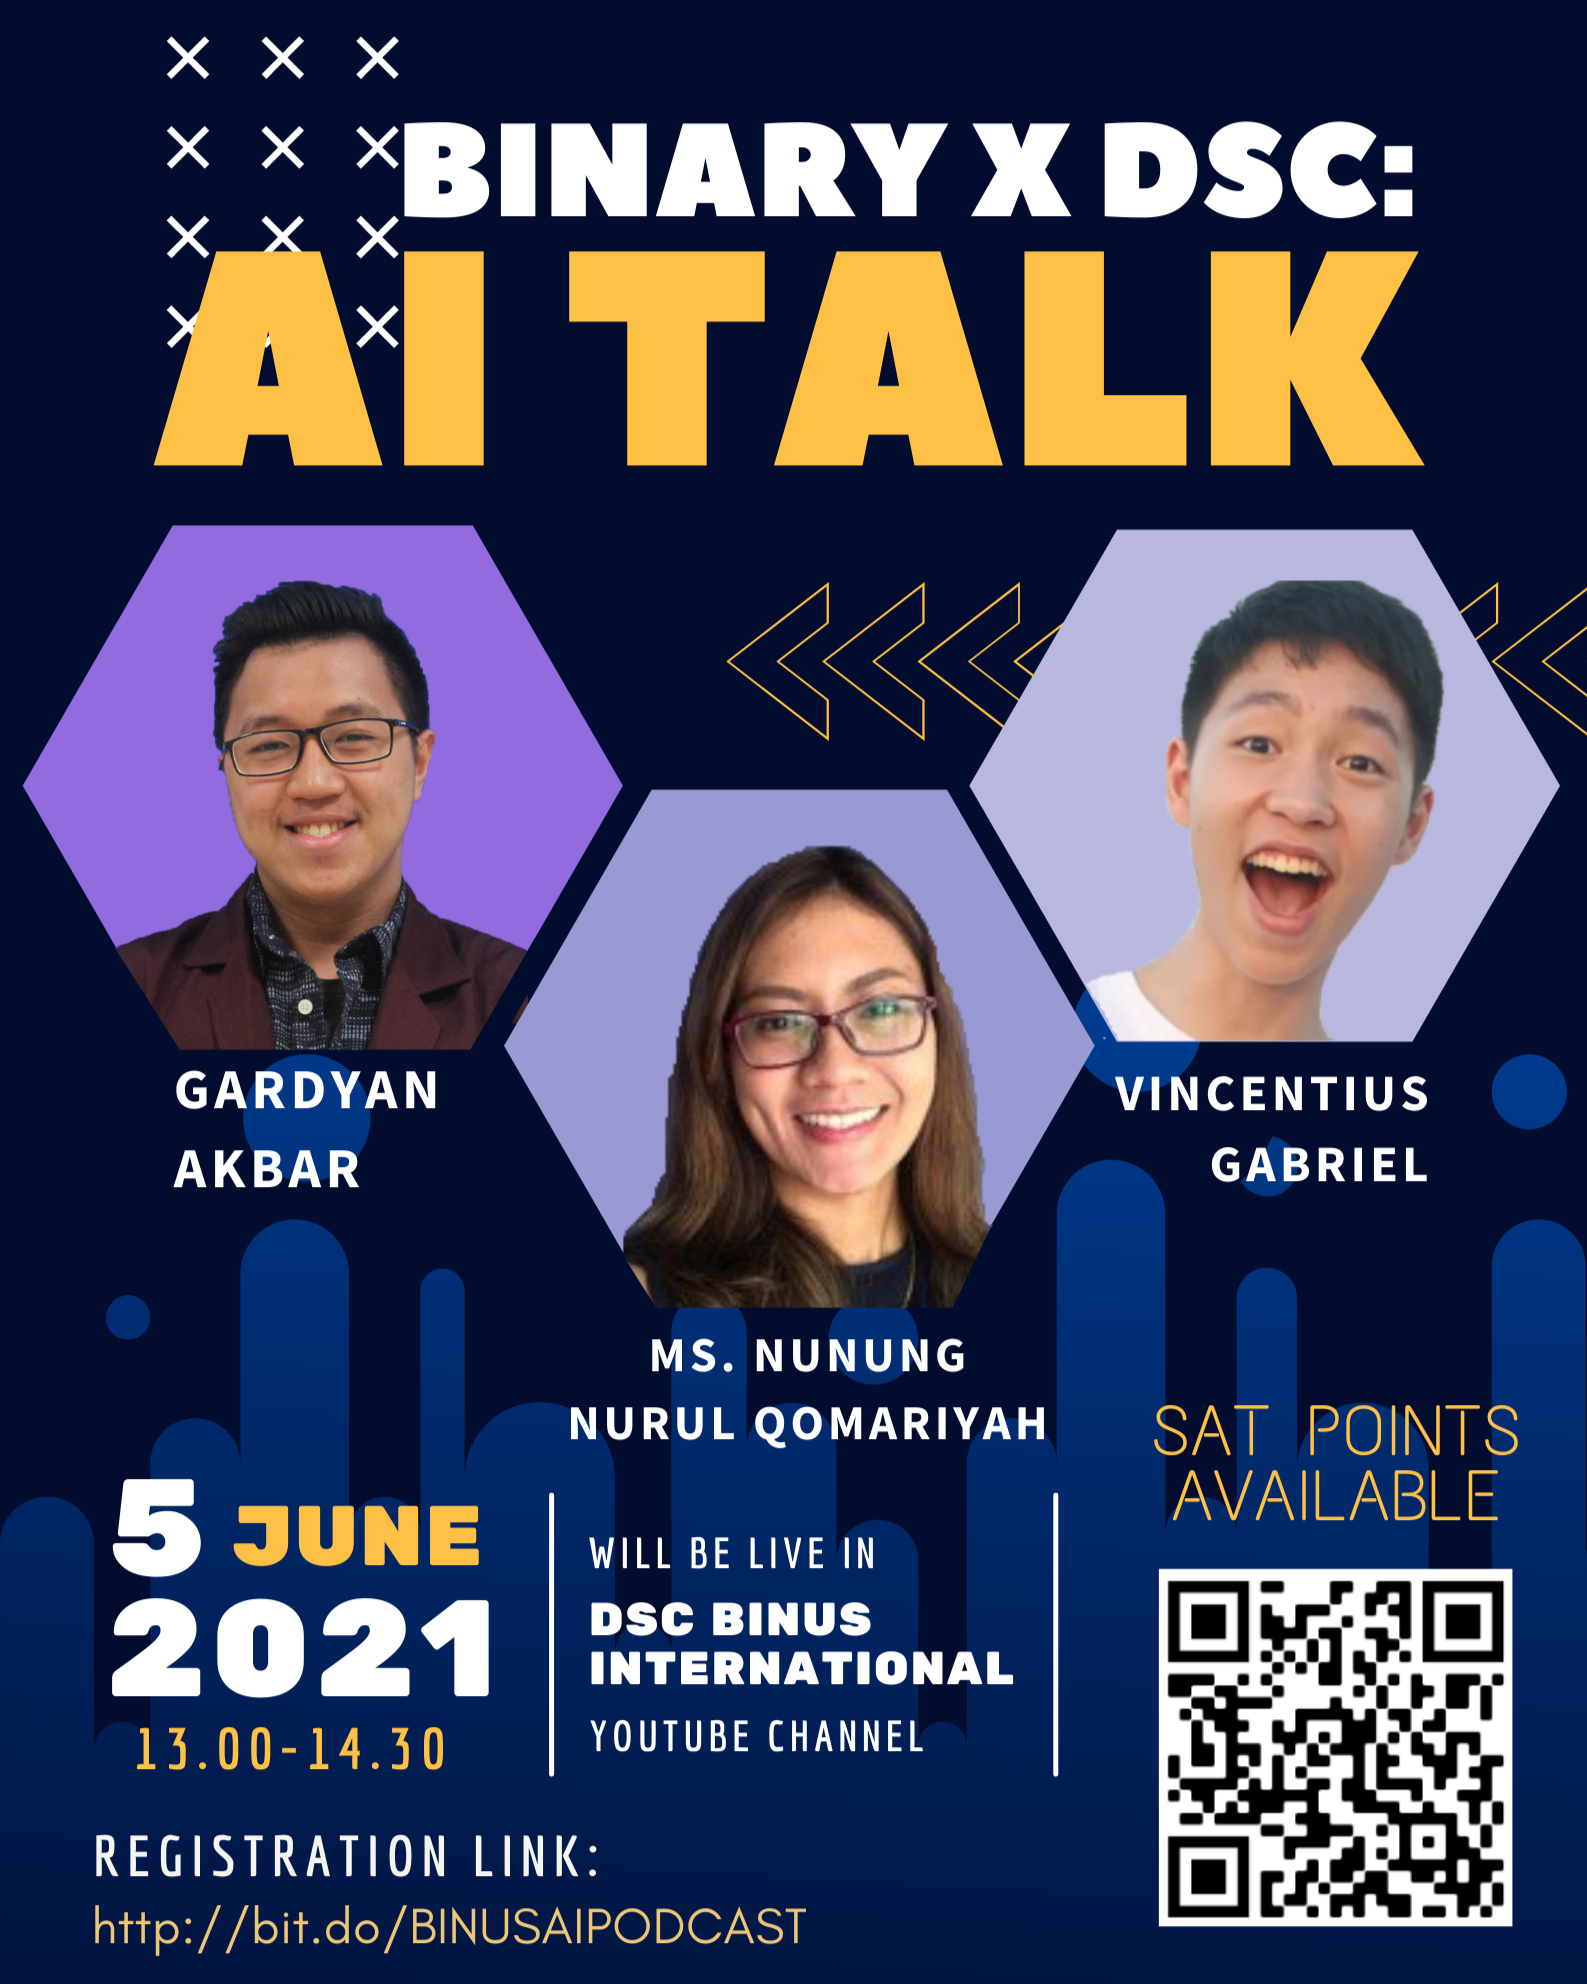 BINARY X DSC:
AI TALK
GARDYAN
AKBAR
VINCENTIUS
GABRIEL
MS. NUNUNG
NURUL QOMARIYAH
SAT POINTS
AVAILABLE
5 JUNE
2021
13.00-14.30
WILL BE LIVE IN
DSC BINUS
INTERNATIONAL
YOUTUBE CHANNEL
REGISTRATION LINK:
http://bit.do/BINUSAIPODCAST